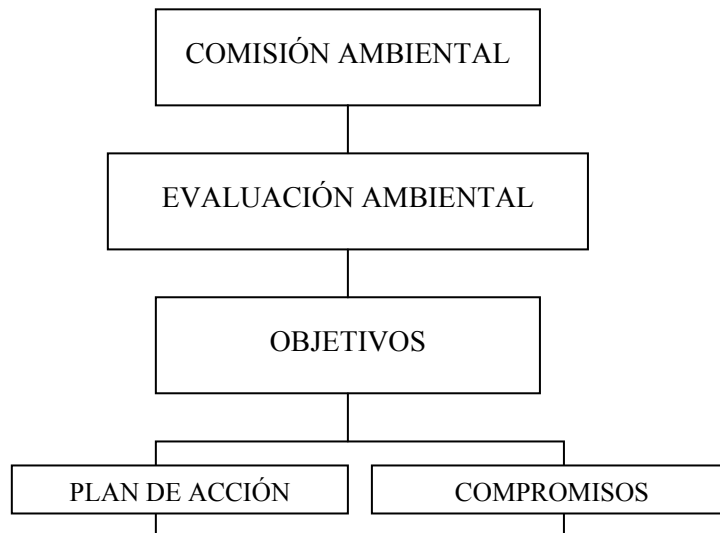 COMISIÓN AMBIENTAL
EVALUACIÓN AMBIENTAL
OBJETIVOS
PLAN DE ACCIÓN
COMPROMISOS